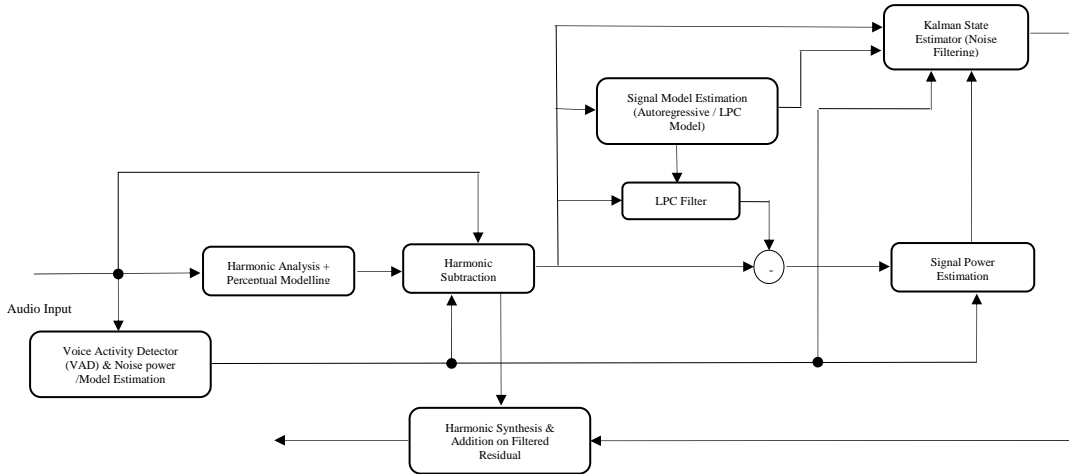 Kalman State
Estimator (Noise
Filtering)
Signal Model Estimation
(Autoregressive / LPC
Model)
LPC Filter
Harmonic Analysis +
Perceptual Modelling
Harmonic
Subtraction
-
Signal Power
Estimation
Audio Input
Voice Activity Detector
(VAD) & Noise power
/Model Estimation
Harmonic Synthesis &
Addition on Filtered
Residual